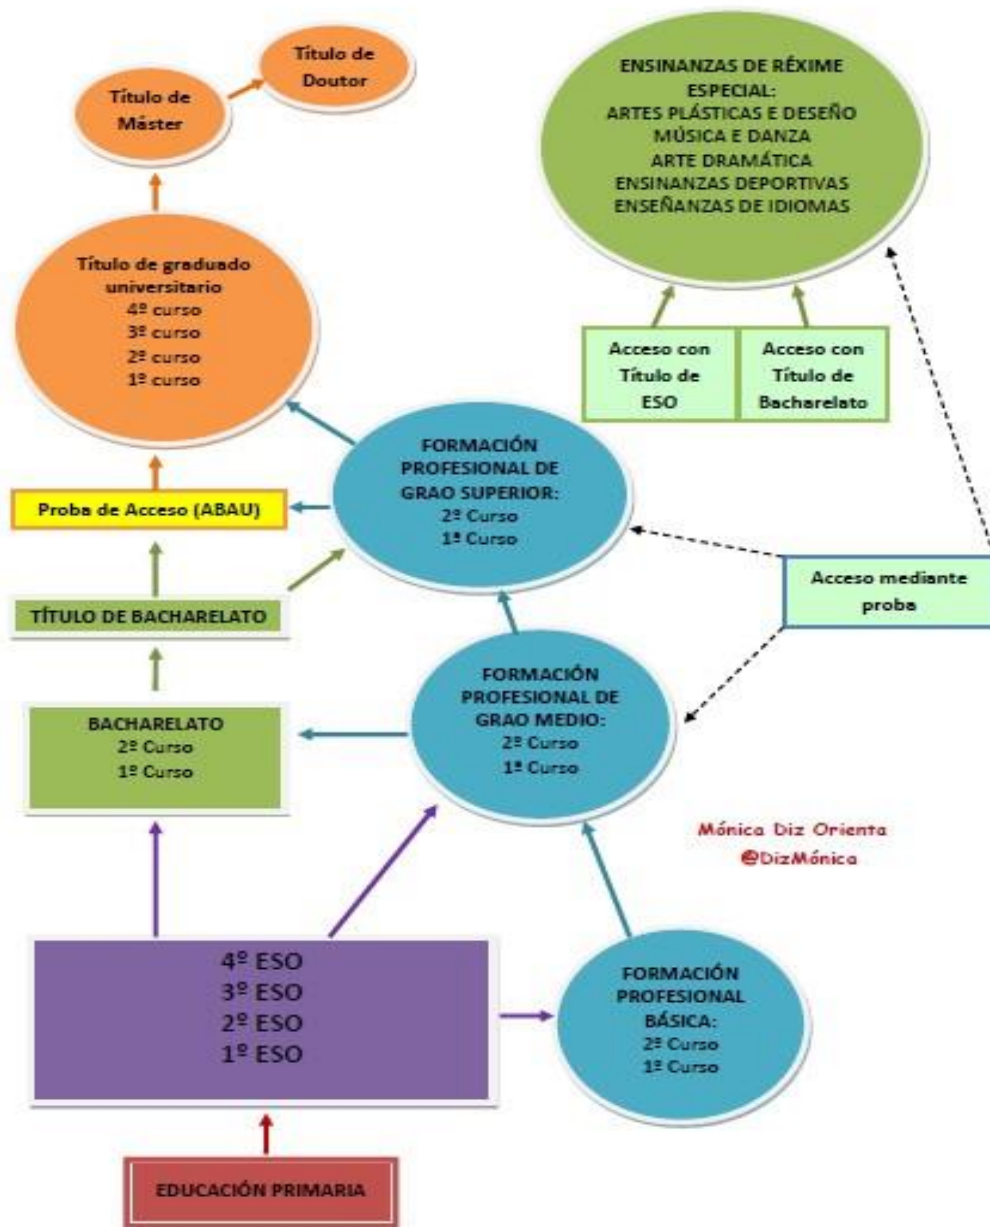 Título de
Doutor
Título de
Máster
ENSINANZAS DE RÉXIME
ESPECIAL:
ARTES PLÁSTICAS E DESEÑO
MÚSICA E DANZA
ARTE DRAMÁTICA
ENSINANZAS DEPORTIVAS
ENSEÑANZAS DE IDIOMAS
Título de graduado
universitario
4º curso
3º curso
2º curso
1º curso
Acceso con
Título de
ESO
Acceso con
Título de
Bacharelato
FORMACIÓN
PROFESIONAL DE
GRAO SUPERIOR:
2º Curso
1º Curso
Proba de Acceso (ABAU)
Acceso mediante
proba
TÍTULO DE BACHARELATO
FORMACIÓN
PROFESIONAL DE
GRAO MEDIO:
2º Curso
1º Curso
BACHARELATO
2º Curso
1º Curso
Mónica Diz Orienta
@DizMónica
4º ESO
3º ESO
2º ESO
1º ESO
FORMACIÓN
PROFESIONAL
BÁSICA:
2º Curso
1º Curso
EDUCACIÓN PRIMARIA